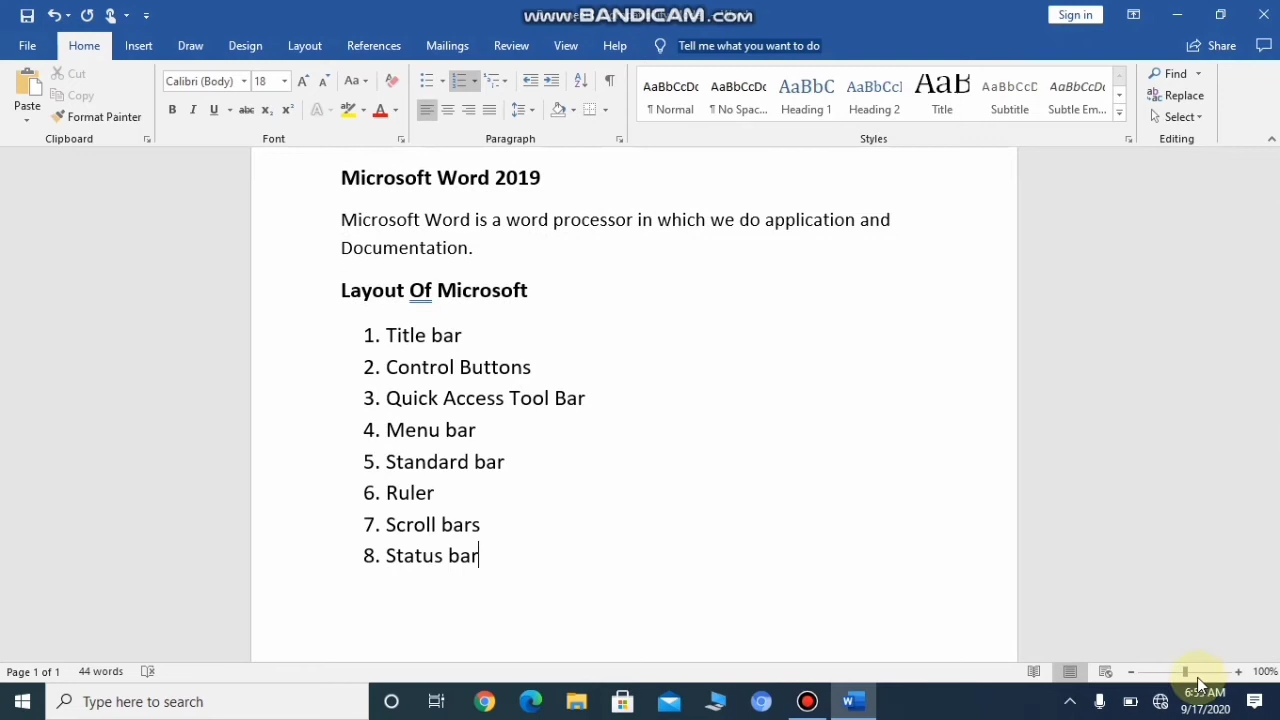 www.BANDICAM.com
Sign in
File Home Insert Draw Design Layout References Mailings Review View Help Tell me what you want to do Share
Paste
Cut
Copy
Format Painter
Clipboard
Calibri (Body) 18
Font
Paragraph
AaBbCcDc AaBbCcDc AaBbC AaBbCcl AaB AaBbCcD AaBbCcDc
¶ Normal ¶ No Spac... Heading 1 Heading 2 Title Subtitle Subtle Em...
Styles
Find
Replace
Select
Editing
Microsoft Word 2019
Microsoft Word is a word processor in which we do application and
Documentation.
Layout Of Microsoft
1. Title bar
2. Control Buttons
3. Quick Access Tool Bar
4. Menu bar
5. Standard bar
6. Ruler
7. Scroll bars
8. Status bar
Page 1 of 1 44 words 100%
Type here to search
9/17/2020